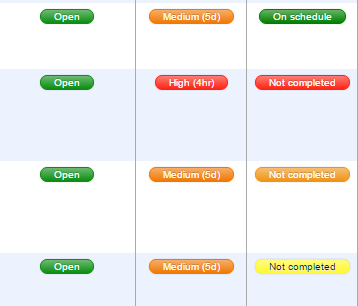 Open Medium (5d) On schedule
Open High (4hr) Not completed
Open Medium (5d) Not completed
Open Medium (5d) Not completed